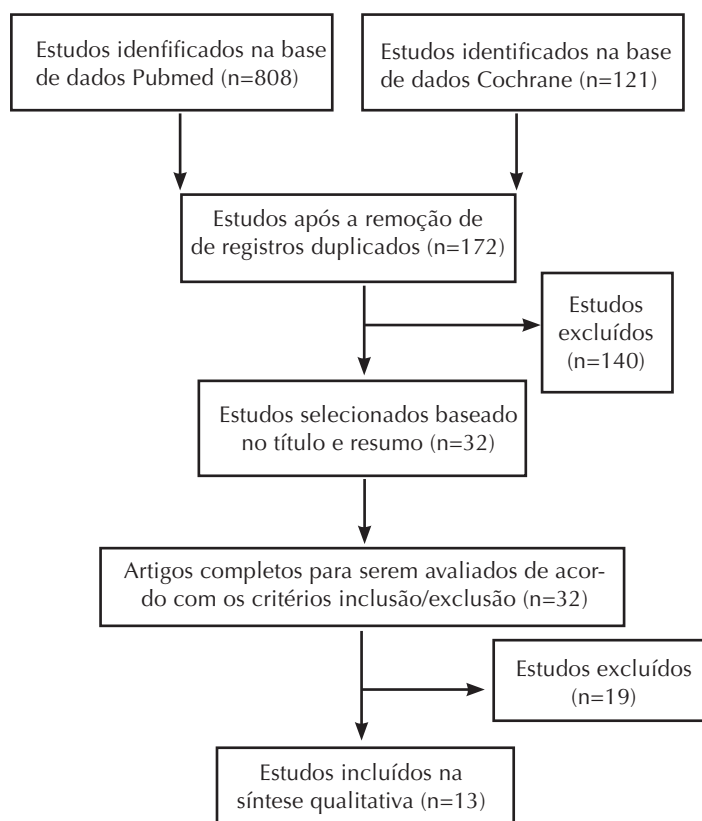 Estudos idenfificados na base
de dados Pubmed (n=808)
Estudos identificados na base
de dados Cochrane (n=121)
Estudos após a remoção de
de registros duplicados (n=172)
Estudos
excluídos
(n=140)
Estudos selecionados baseado
no título e resumo (n=32)
Artigos completos para serem avaliados de acor-
do com os critérios inclusão/exclusão (n=32)
Estudos excluídos
(n=19)
Estudos incluídos na
síntese qualitativa (n=13)